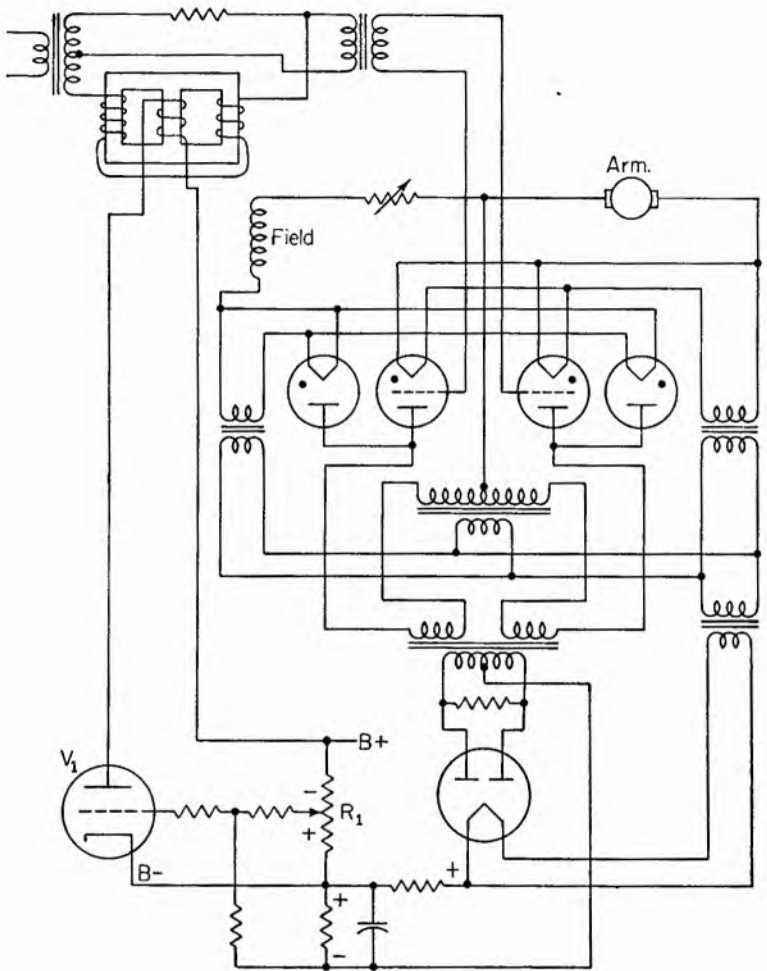 Arm.
Field
V1
B+
-
R1
+
B-
+
+
-